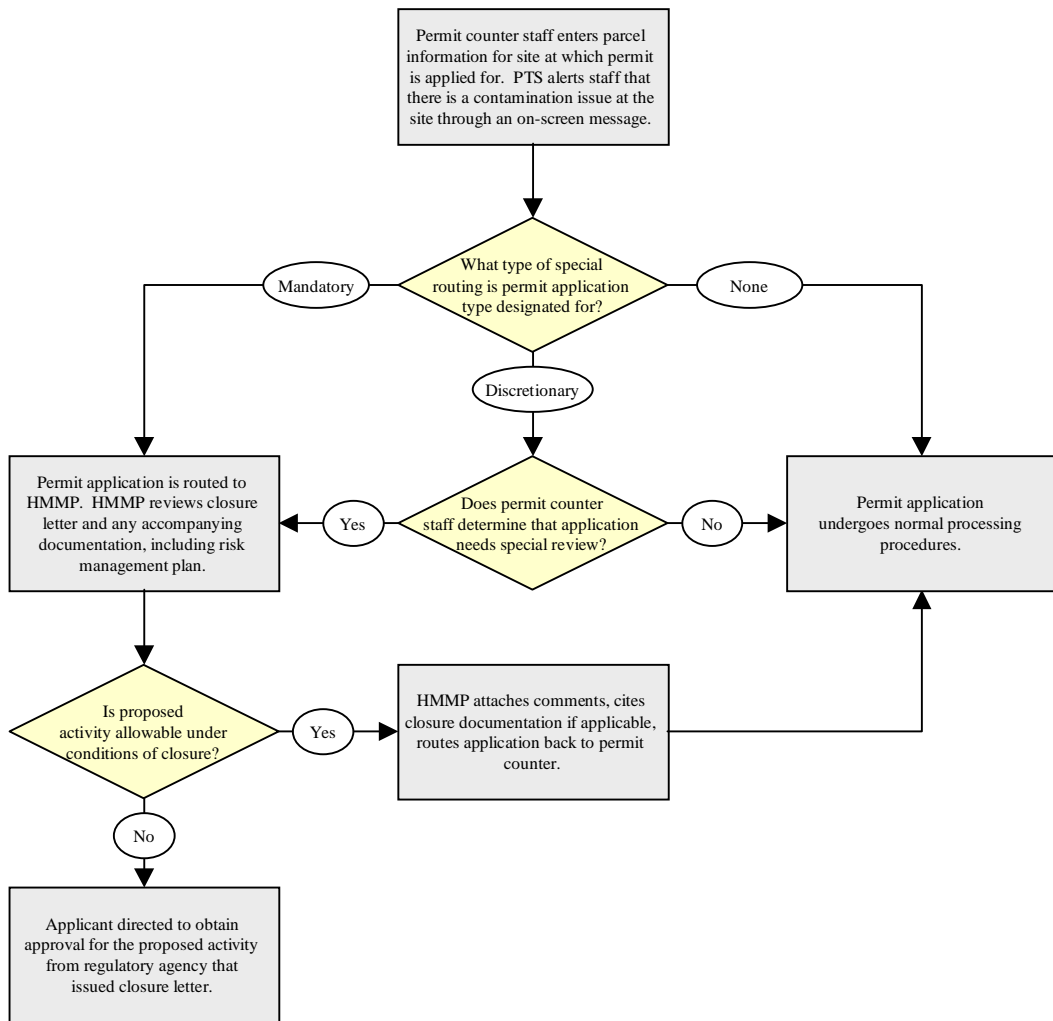 Permit counter staff enters parcel
information for site at which permit
is applied for.  PTS alerts staff that
there is a contamination issue at the
site through an on-screen message.
What type of special
routing is permit application
type designated for?
Mandatory
None
Discretionary
Permit application is routed to
HMMP.  HMMP reviews closure
letter and any accompanying
documentation, including risk
management plan.
Yes
Does permit counter
staff determine that application
needs special review?
No
Permit application
undergoes normal processing
procedures.
Is proposed
activity allowable under
conditions of closure?
Yes
HMMP attaches comments, cites
closure documentation if applicable,
routes application back to permit
counter.
No
Applicant directed to obtain
approval for the proposed activity
from regulatory agency that
issued closure letter.